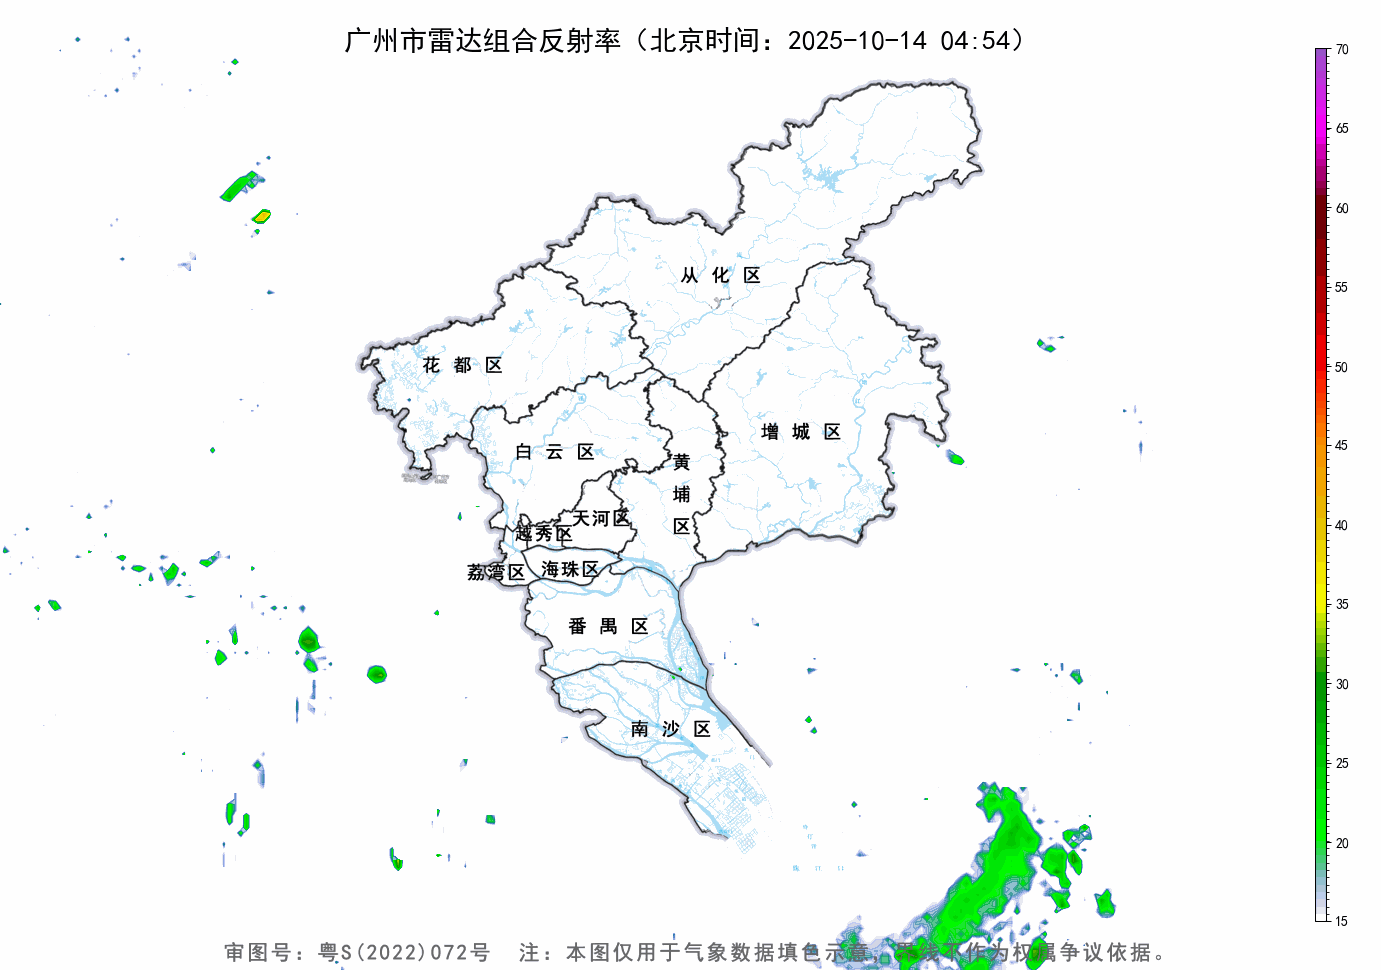 广州市雷达组合反射率（北京时间：2025-10-14 04:54）
70
65
60
55
50
45
40
35
30
25
20
15
从化区
花都区
增城区
白云区
黄埔区
天河区
越秀区
荔湾区
海珠区
番禺区
南沙区
审图号：粤S(2022)072号 注：本图仅用于气象数据填色示意，界线不作为权属争议依据。